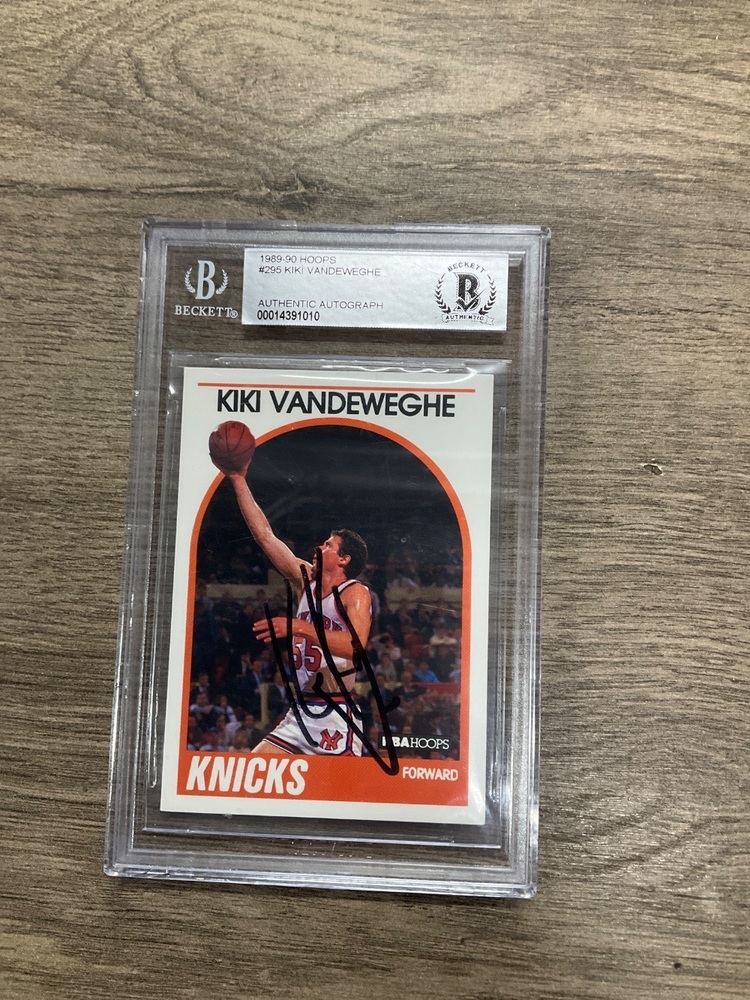 1989-90 HOOPS
#295 KIKI VANDEWEGHE
AUTHENTIC AUTOGRAPH
00014391010
B
BECKETT®
BECKETT
B
AUTHENTIC
KIKI VANDEWEGHE
55
NY
NBA HOOPS
KNICKS
FORWARD